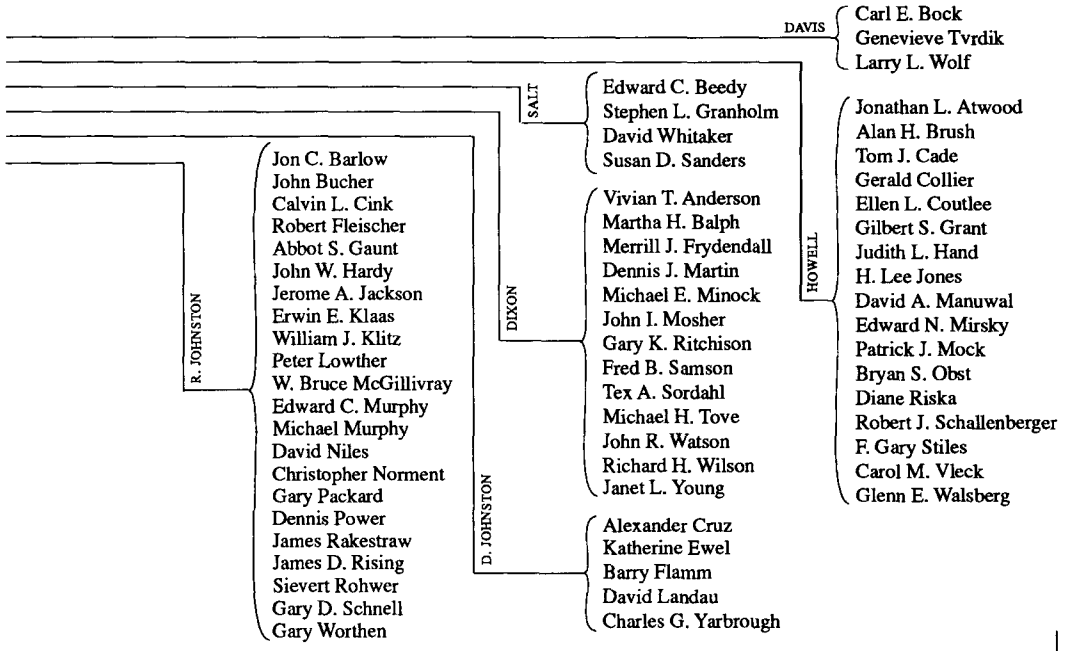 DAVIS
Carl E. Bock
Genevieve Tvrdik
Larry L. Wolf
SALT
Edward C. Beedy
Stephen L. Granholm
David Whitaker
Susan D. Sanders
HOWELL
Jonathan L. Atwood
Alan H. Brush
Tom J. Cade
Gerald Collier
Ellen L. Coutlee
Gilbert S. Grant
Judith L. Hand
H. Lee Jones
David A. Manuwal
Edward N. Mirsky
Patrick J. Mock
Bryan S. Obst
Diane Riska
Robert J. Schallenberger
F. Gary Stiles
Carol M. Vleck
Glenn E. Walsberg
R. JOHNSTON
Jon C. Barlow
John Bucher
Calvin L. Cink
Robert Fleischer
Abbot S. Gaunt
John W. Hardy
Jerome A. Jackson
Erwin E. Klaas
William J. Klitz
Peter Lowther
W. Bruce McGillivray
Edward C. Murphy
Michael Murphy
David Niles
Christopher Norment
Gary Packard
Dennis Power
James Rakestraw
James D. Rising
Sievert Rohwer
Gary D. Schnell
Gary Worthen
DIXON
Vivian T. Anderson
Martha H. Balph
Merrill J. Frydendall
Dennis J. Martin
Michael E. Minock
John I. Mosher
Gary K. Ritchison
Fred B. Samson
Tex A. Sordahl
Michael H. Tove
John R. Watson
Richard H. Wilson
Janet L. Young
D. JOHNSTON
Alexander Cruz
Katherine Ewel
Barry Flamm
David Landau
Charles G. Yarbrough